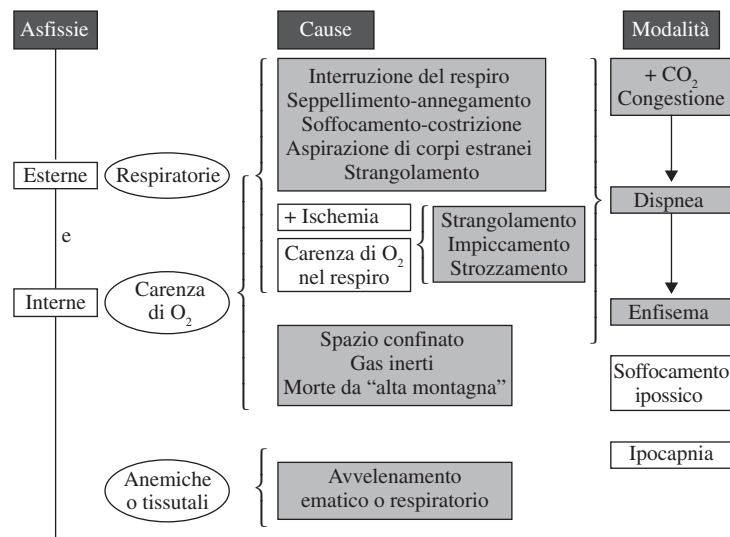 Asfissie
Cause
Modalità
Interruzione del respiro
Seppellimento-annegamento
Soffocamento-costrizione
Aspirazione di corpi estranei
Strangolamento
+ CO₂
Congestione
Esterne
Respiratorie
Dispnea
+ Ischemia
Strangolamento
Impiccamento
Strozzamento
e
Carenza di O₂
nel respiro
Interne
Carenza
di O₂
Enfisema
Spazio confinato
Gas inerti
Morte da “alta montagna”
Soffocamento
ipossico
Ipocapnia
Anemiche
o tissutali
Avvelenamento
ematico o respiratorio